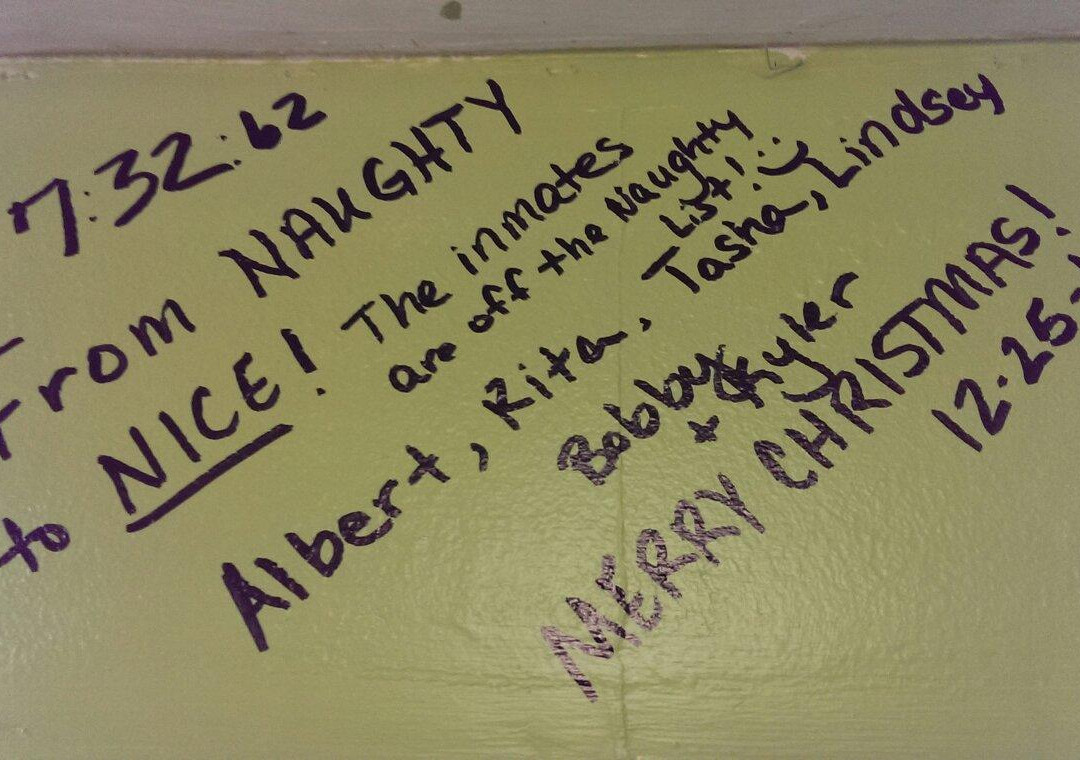 7:32:62
From NAUGHTY
to NICE! The inmates
are off the Naughty
List! :)
Albert, Rita, Tasha, Lindsey
Bobby + Kyler
MERRY CHRISTMAS!
12.25.